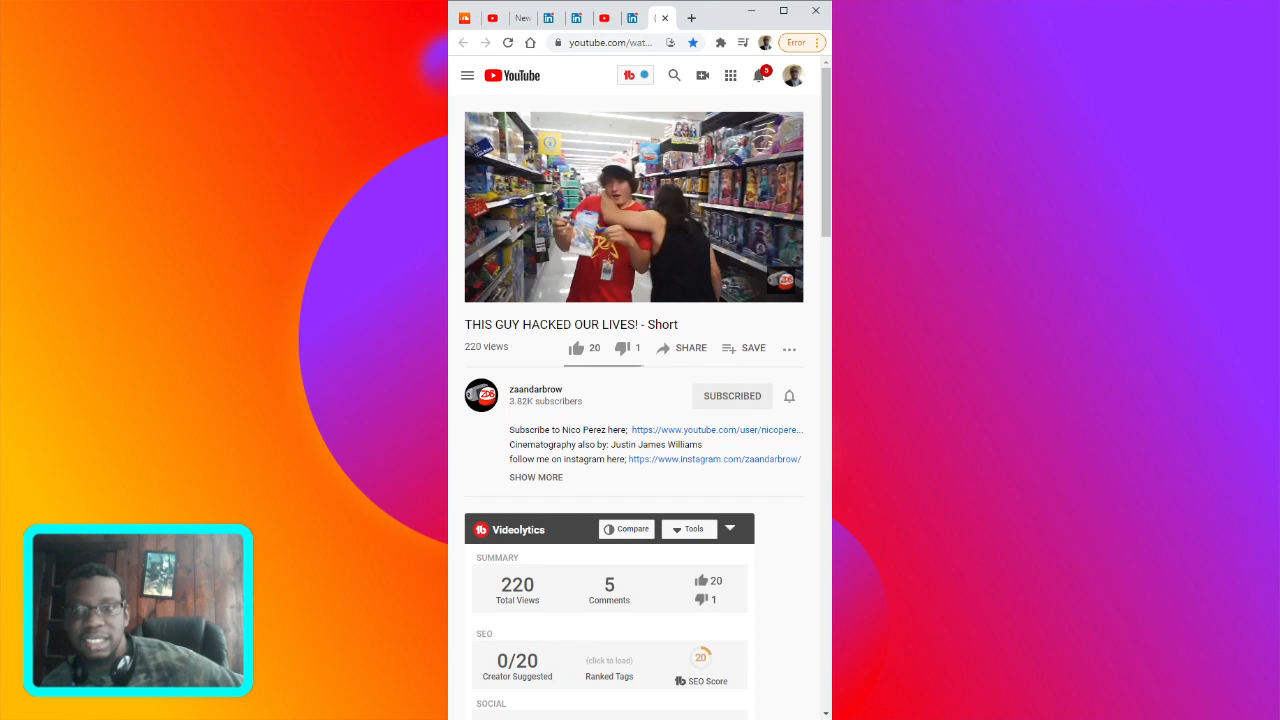 New
youtube.com/wat...
Error
YouTube
5
THIS GUY HACKED OUR LIVES! - Short
220 views
20
1
SHARE
SAVE
zaandarbrow
3.82K subscribers
SUBSCRIBED
Subscribe to Nico Perez here; https://www.youtube.com/user/nicopere...
Cinematography also by: Justin James Williams
follow me on Instagram here; https://www.instagram.com/zaandarbrow/
SHOW MORE
Videolytics
Compare
Tools
SUMMARY
220
5
20
Total Views
Comments
1
SEO
0/20
(click to load)
20
Creator Suggested
Ranked Tags
SEO Score
SOCIAL